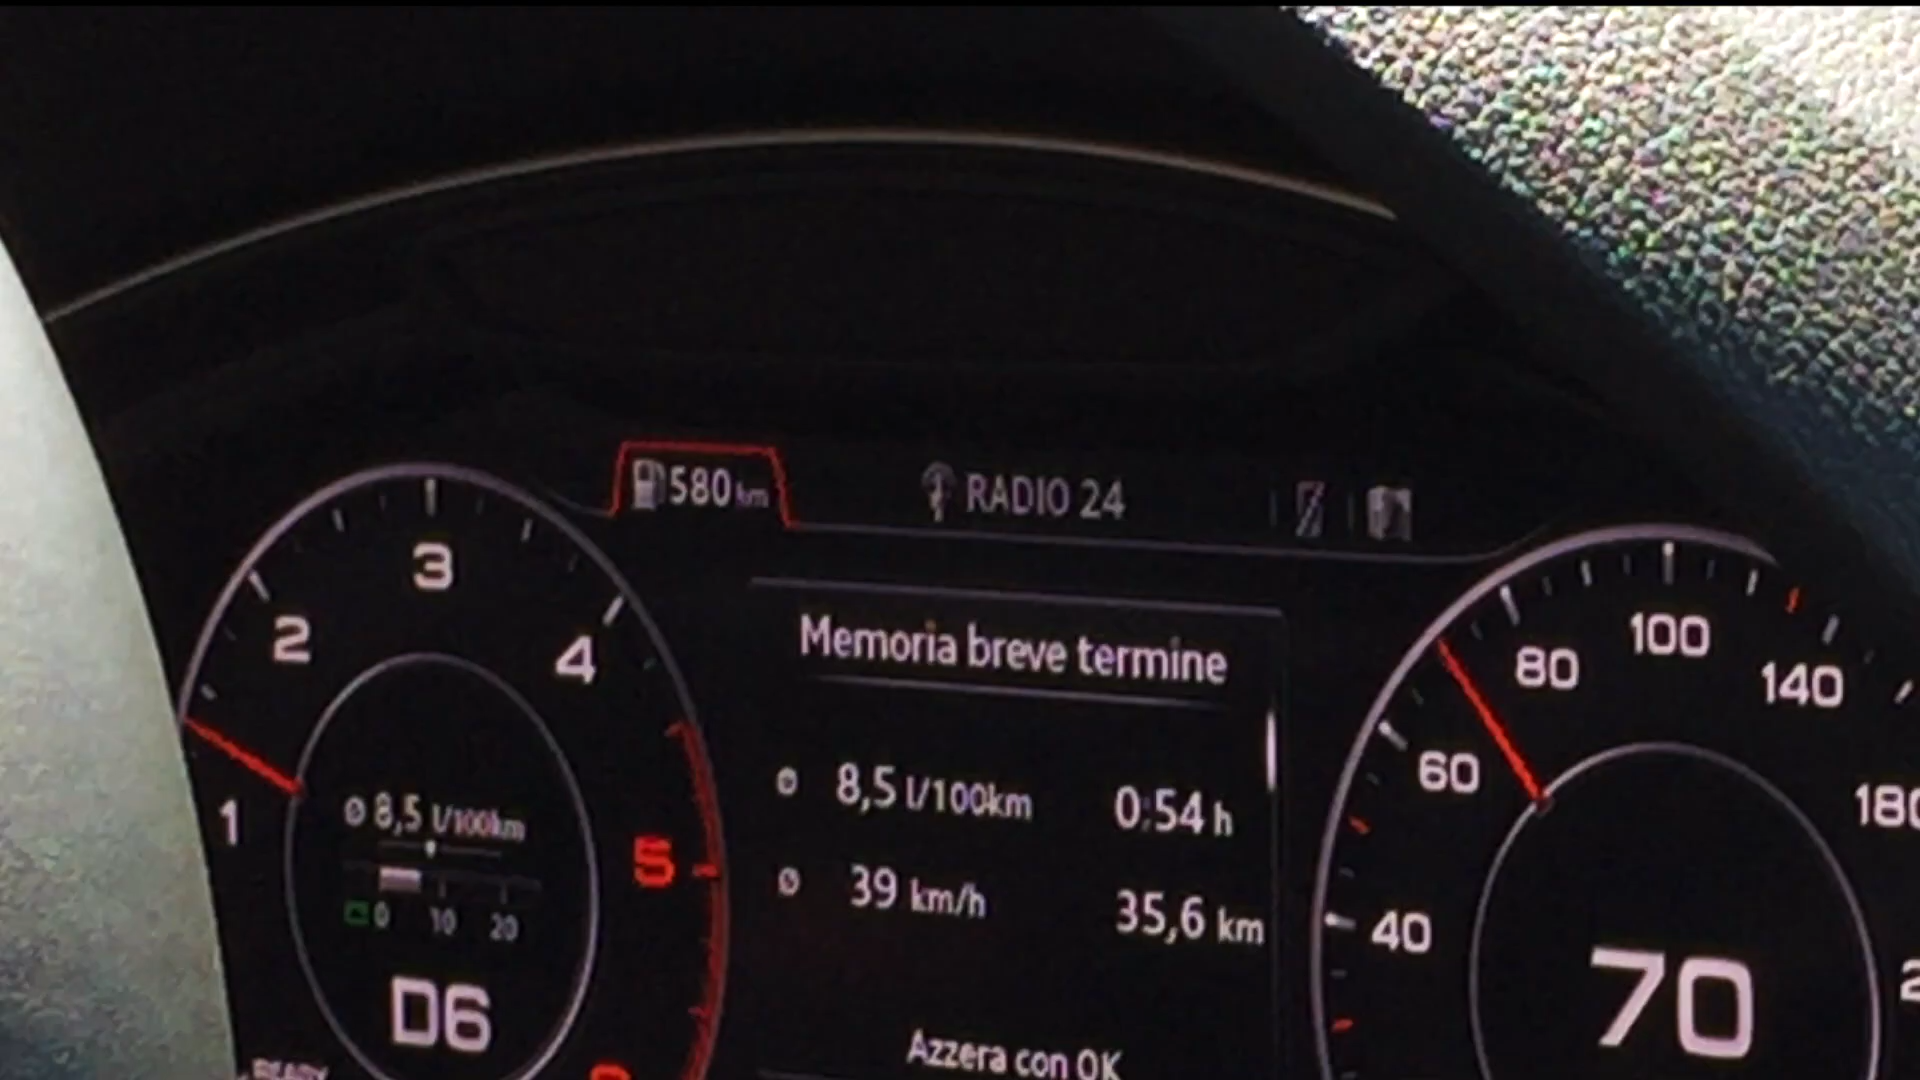 580 km
RADIO 24
Memoria breve termine
ø 8,5 l/100km 0:54 h
ø 39 km/h 35,6 km
Azzera con OK
1
2
3
4
5
ø 8,5 l/100km
0 10 20
D6
READY
40
60
80
100
140
180
70